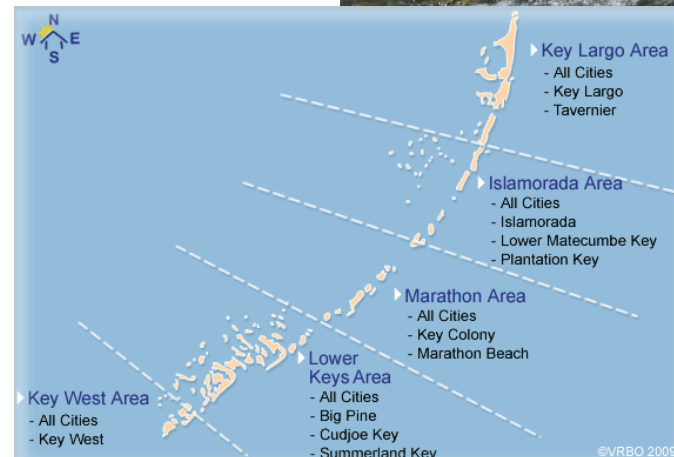 N
W E
S
Key Largo Area
- All Cities
- Key Largo
- Tavernier
Islamorada Area
- All Cities
- Islamorada
- Lower Matecumbe Key
- Plantation Key
Marathon Area
- All Cities
- Key Colony
- Marathon Beach
Lower
Keys Area
- All Cities
- Big Pine
- Cudjoe Key
- Summerland Key
Key West Area
- All Cities
- Key West
©VRBO 2009